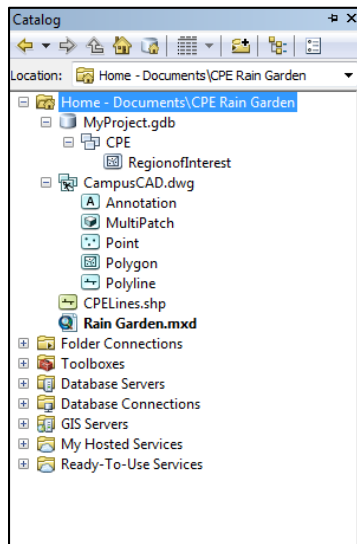 Catalog
Location: Home - Documents\CPE Rain Garden
Home - Documents\CPE Rain Garden
MyProject.gdb
CPE
RegionofInterest
CampusCAD.dwg
A Annotation
MultiPatch
Point
Polygon
Polyline
CPELines.shp
Rain Garden.mxd
Folder Connections
Toolboxes
Database Servers
Database Connections
GIS Servers
My Hosted Services
Ready-To-Use Services